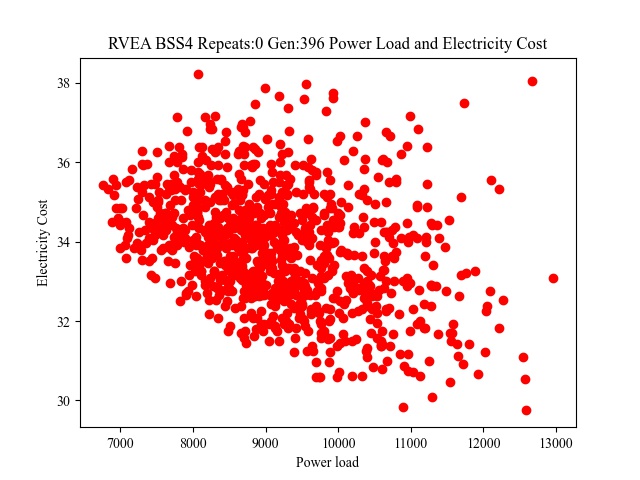 RVEA BSS4 Repeats:0 Gen:396 Power Load and Electricity Cost
38
36
34
32
30
Electricity Cost
7000 8000 9000 10000 11000 12000 13000
Power load